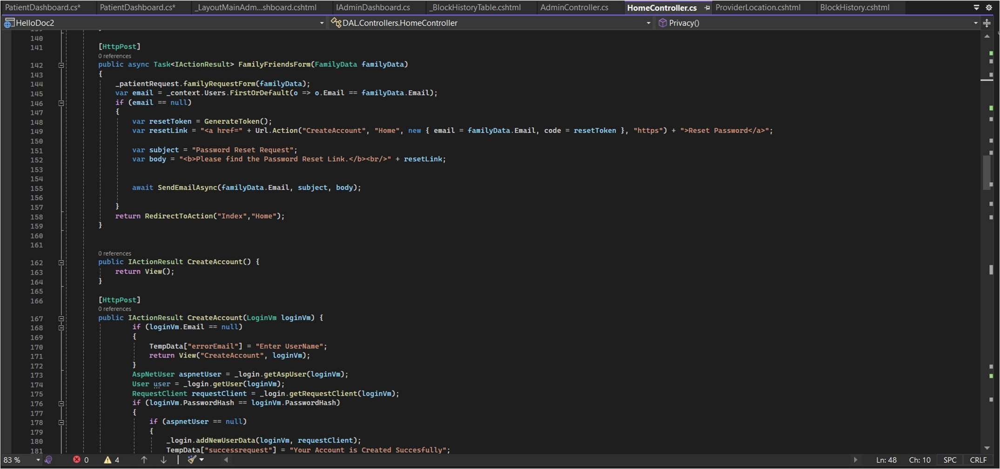 PatientDashboard.cs* PatientDashboard.cs* _LayoutMainAdm...shboard.cshtml IAdminDashboard.cs _BlockHistoryTable.cshtml AdminController.cs HomeController.cs ProviderLocation.cshtml BlockHistory.cshtml
HelloDoc2 DAL.Controllers.HomeController Privacy()
140
141 [HttpPost]
0 references
142 public async Task<IActionResult> FamilyFriendsForm(FamilyData familyData)
143 {
144 _patientRequest.familyRequestForm(familyData);
145 var email = _context.Users.FirstOrDefault(o => o.Email == familyData.Email);
146 if (email == null)
147 {
148 var resetToken = GenerateToken();
149 var resetLink = "<a href=" + Url.Action("CreateAccount", "Home", new { email = familyData.Email, code = resetToken }, "https") + ">Reset Password</a>";
150
151 var subject = "Password Reset Request";
152 var body = "<b>Please find the Password Reset Link.</b><br/>" + resetLink;
153
154
155 await SendEmailAsync(familyData.Email, subject, body);
156
157 }
158 return RedirectToAction("Index","Home");
159 }
160
161
0 references
162 public IActionResult CreateAccount() {
163 return View();
164 }
165
166 [HttpPost]
0 references
167 public IActionResult CreateAccount(LoginVm loginVm) {
168 if (loginVm.Email == null)
169 {
170 TempData["errorEmail"] = "Enter UserName";
171 return View("CreateAccount", loginVm);
172 }
173 AspNetUser aspnetUser = _login.getAspUser(loginVm);
174 User user = _login.getUser(loginVm);
175 RequestClient requestClient = _login.getRequestClient(loginVm);
176 if (loginVm.PasswordHash == loginVm.PasswordHash)
177 {
178 if (aspnetUser == null)
179 {
180 _login.addNewUserData(loginVm, requestClient);
181 TempData["successrequest"] = "Your Account is Created Succesfully";
83 % 0 4 Ln: 48 Ch: 10 SPC CRLF